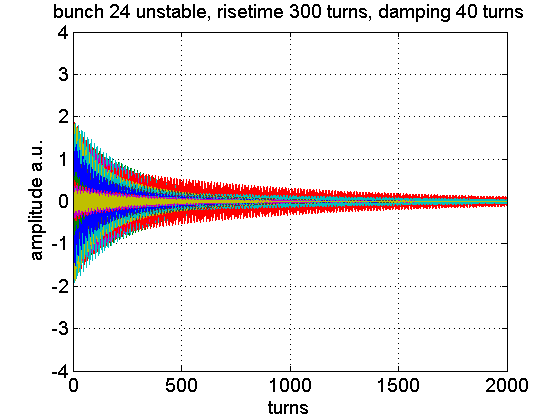 bunch 24 unstable, risetime 300 turns, damping 40 turns
4
3
2
1
0
-1
-2
-3
-4
amplitude a.u.
0 500 1000 1500 2000
turns